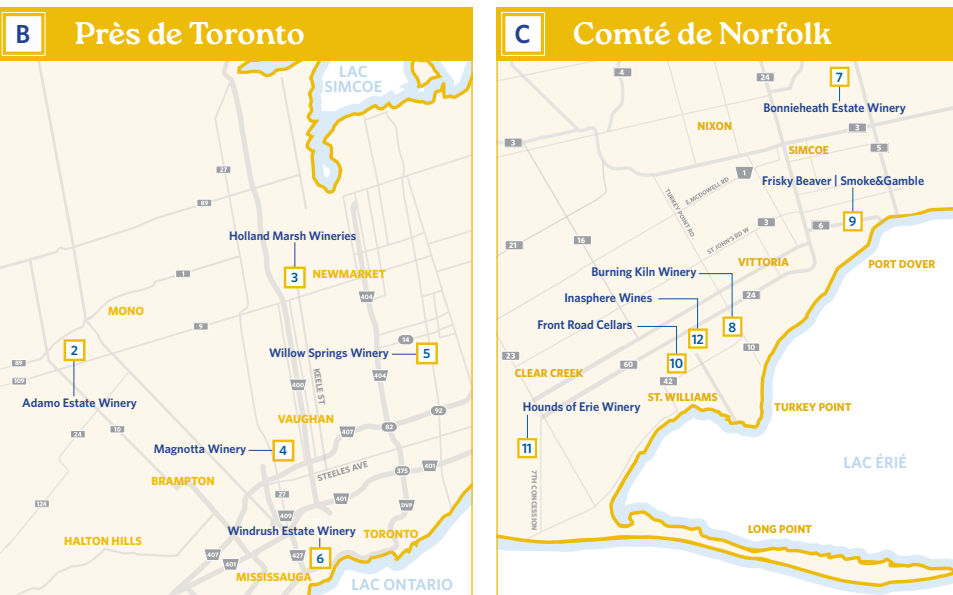 B Près de Toronto
LAC
SIMCOE
27
89
Holland Marsh Wineries
3
NEWMARKET
1
404
MONO
9
14
2
Willow Springs Winery
5
89
109
404
400
KEELE ST
Adamo Estate Winery
92
VAUGHAN
82
24
10
407
Magnotta Winery
4
STEELES AVE
401
375
BRAMPTON
27
401
124
DVP
409
Windrush Estate Winery
TORONTO
HALTON HILLS
407
427
6
401
MISSISSAUGA
LAC ONTARIO
C Comté de Norfolk
4
24
7
Bonnieheath Estate Winery
NIXON
3
3
SIMCOE
5
1
E.MCDOWELL RD
Frisky Beaver | Smoke&Gamble
TURKEY POINT RD
3
6
9
21
16
ST JOHN'S RD W
VITTORIA
PORT DOVER
Burning Kiln Winery
24
Inasphere Wines
Front Road Cellars
8
12
10
23
60
10
CLEAR CREEK
42
ST. WILLIAMS
Hounds of Erie Winery
TURKEY POINT
11
LAC ÉRIÉ
7TH CONCESSION
LONG POINT